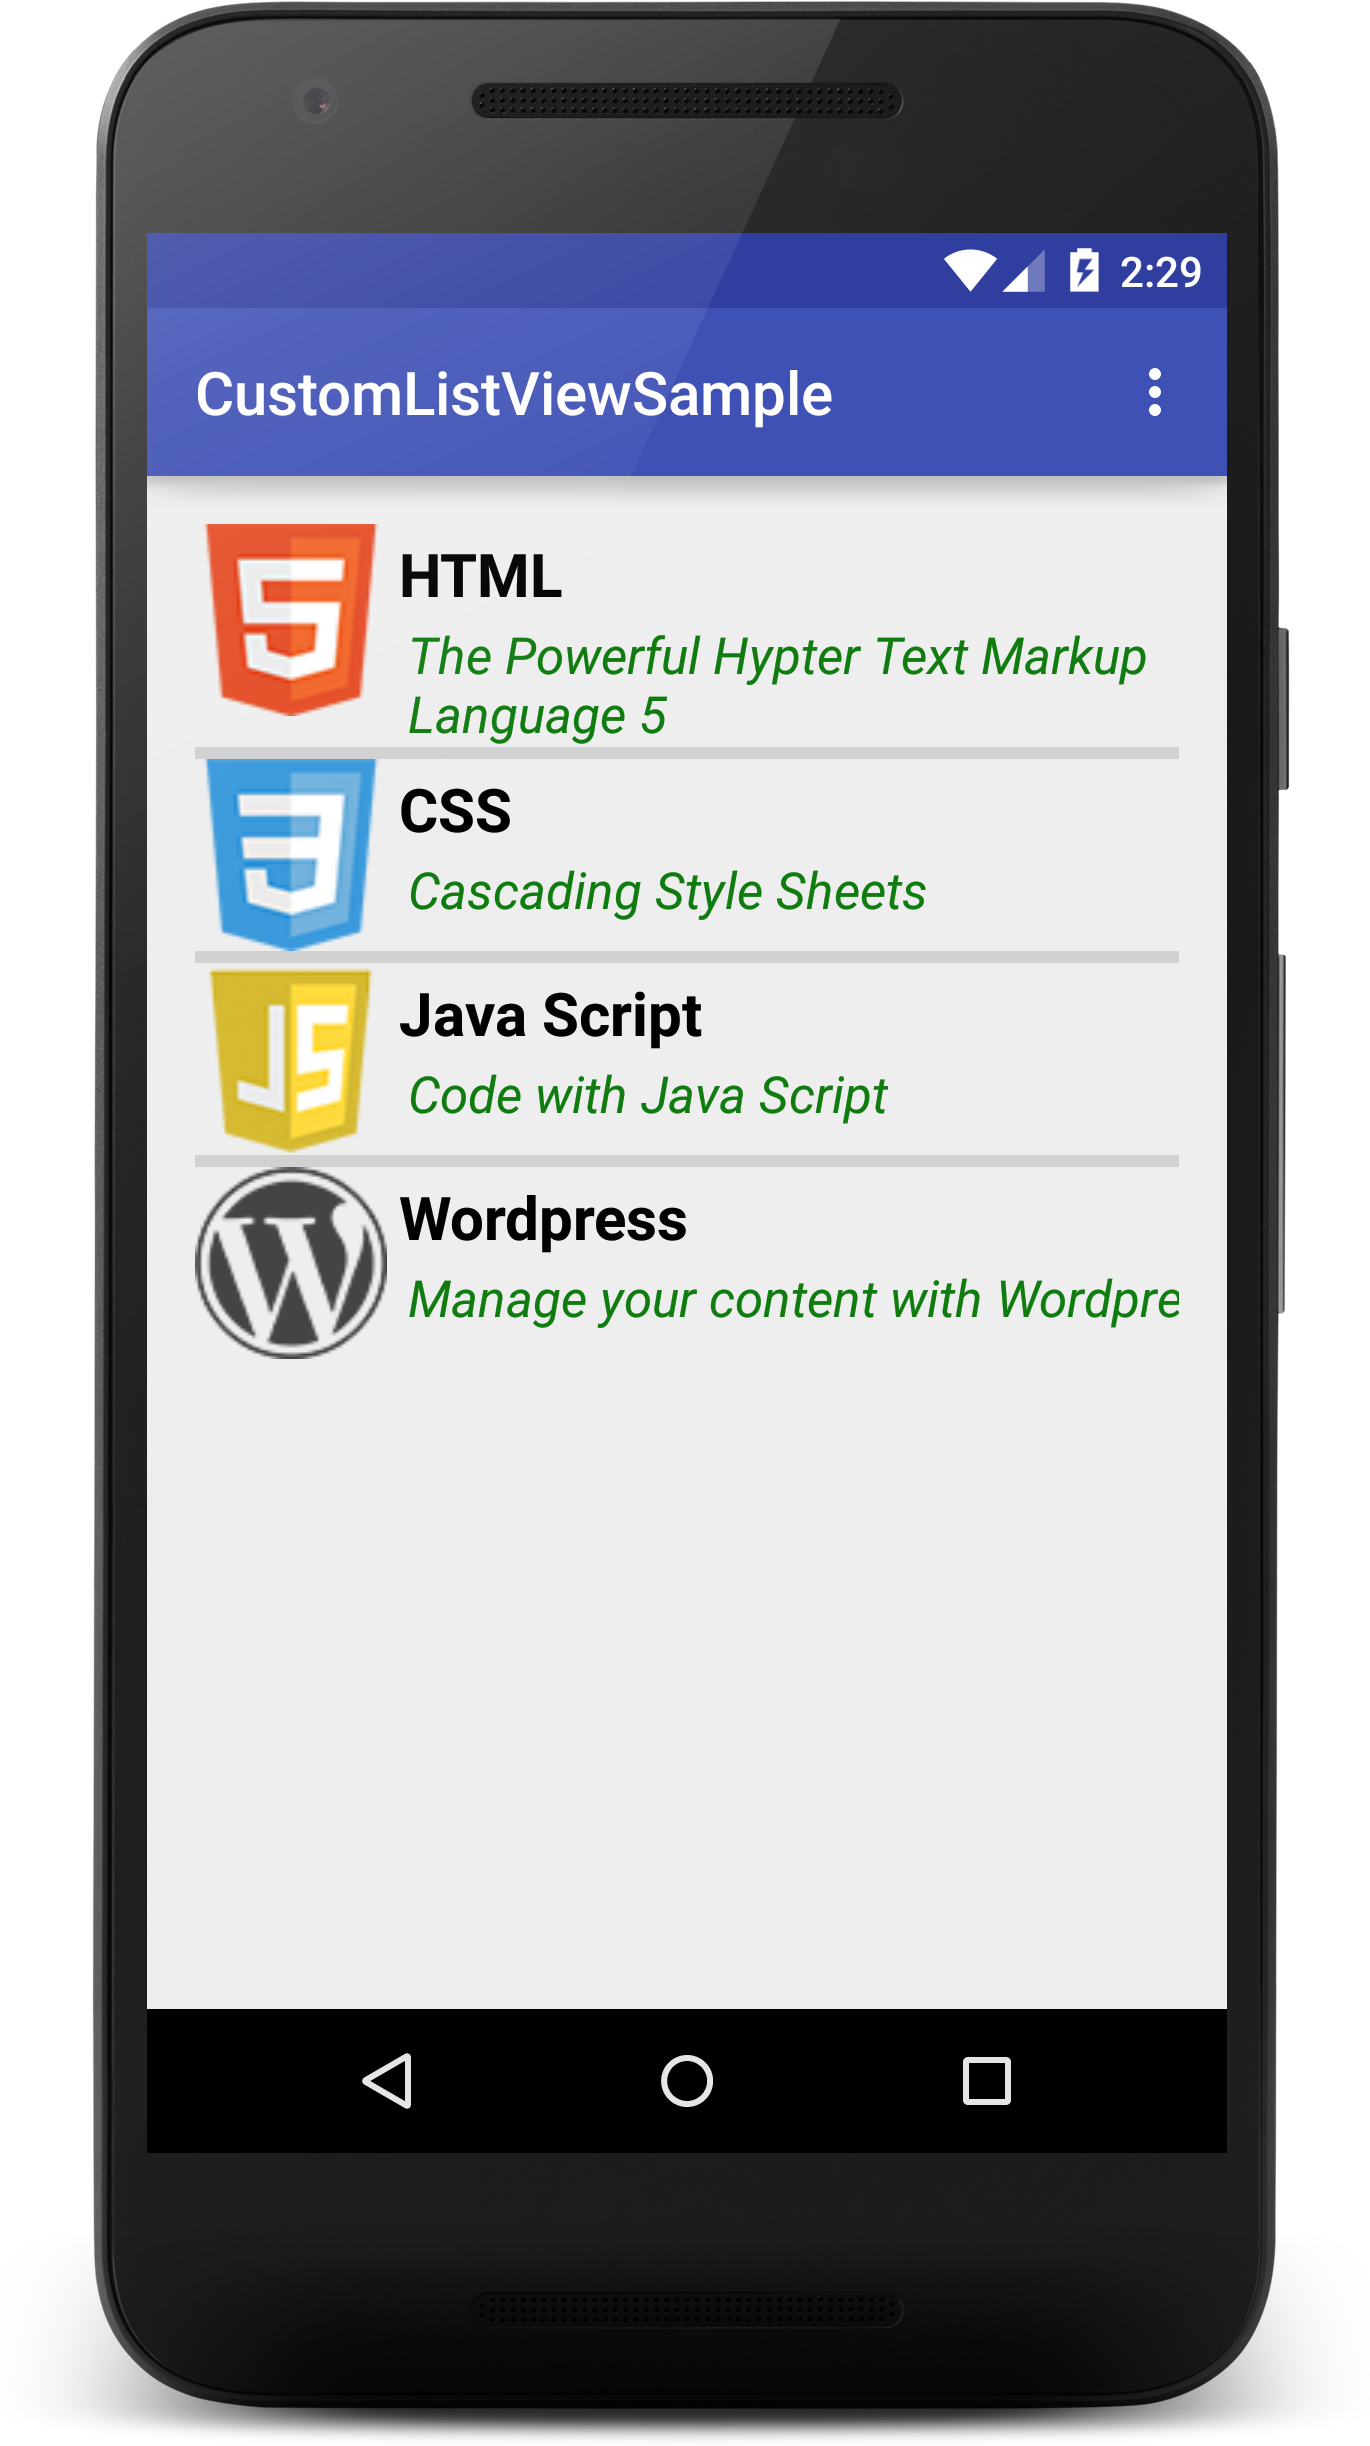 2:29
CustomListViewSample
HTML
The Powerful Hypter Text Markup
Language 5
CSS
Cascading Style Sheets
JS
Java Script
Code with Java Script
W
Wordpress
Manage your content with Wordpre